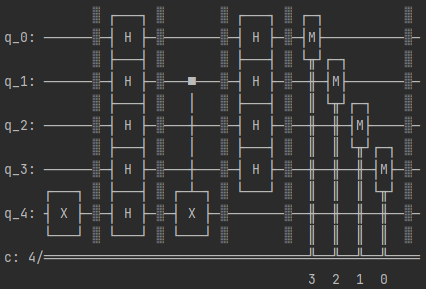 q_0: H H M
q_1: H H M
q_2: H H M
q_3: H H M
q_4: X H X
c: 4/
3 2 1 0